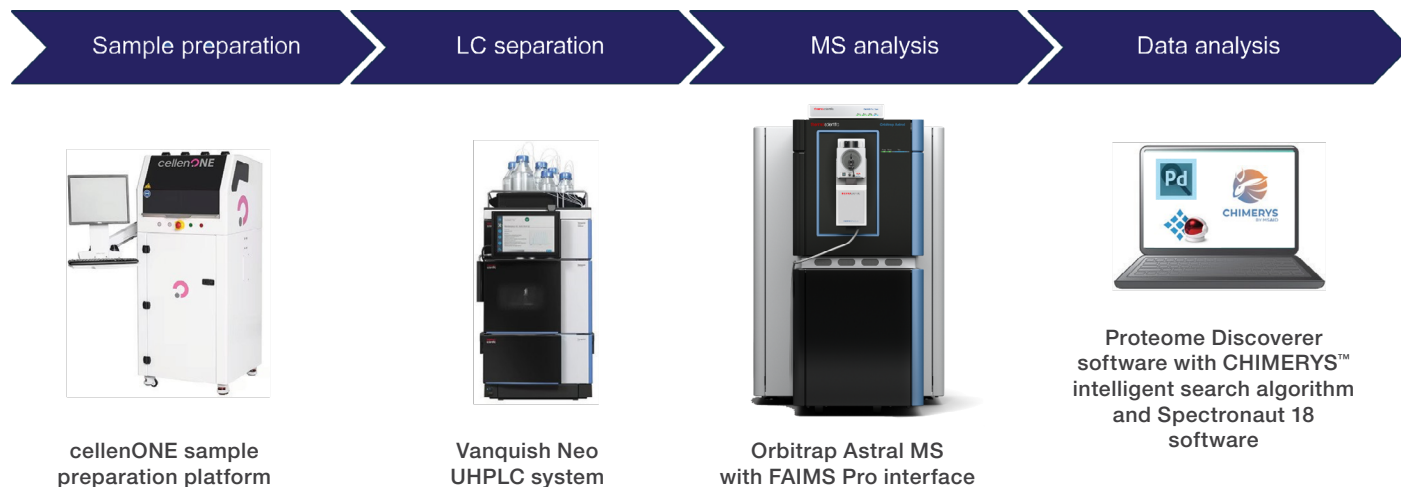 Sample preparation
LC separation
MS analysis
Data analysis
cellenONE
Pd
CHIMERYS
BY MSAID
cellenONE sample
preparation platform
Vanquish Neo
UHPLC system
Orbitrap Astral MS
with FAIMS Pro interface
Proteome Discoverer
software with CHIMERYS™
intelligent search algorithm
and Spectronaut 18
software